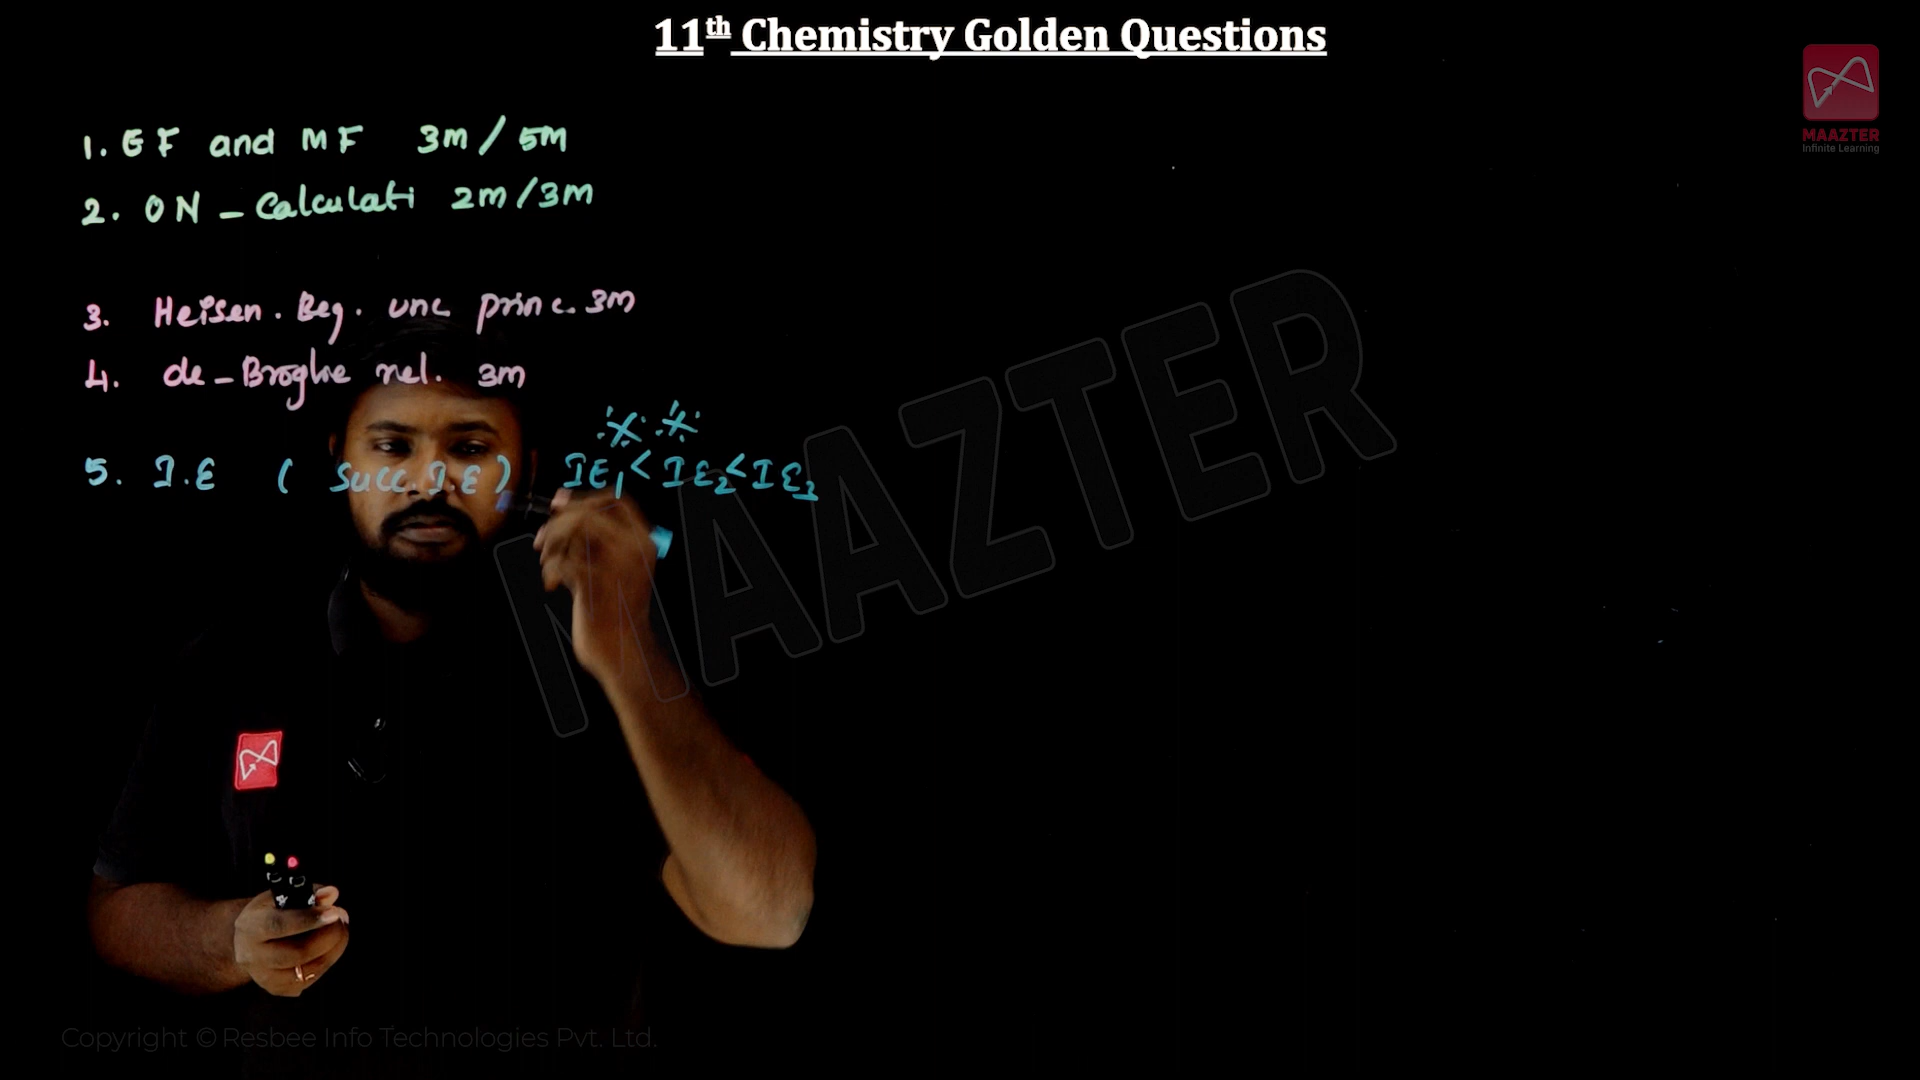 11th Chemistry Golden Questions
MAAZTER
Infinite Learning
1. EF and MF 3m / 5m
2. ON - Calculati 2m/3m
3. Heisen. Beg. unc princ. 3m
4. de-Broglie rel. 3m
5. I.E ( Succ. I.E) IE1 < IE2 < IE3
MAAZTER
Copyright © Resbee Info Technologies Pvt. Ltd.